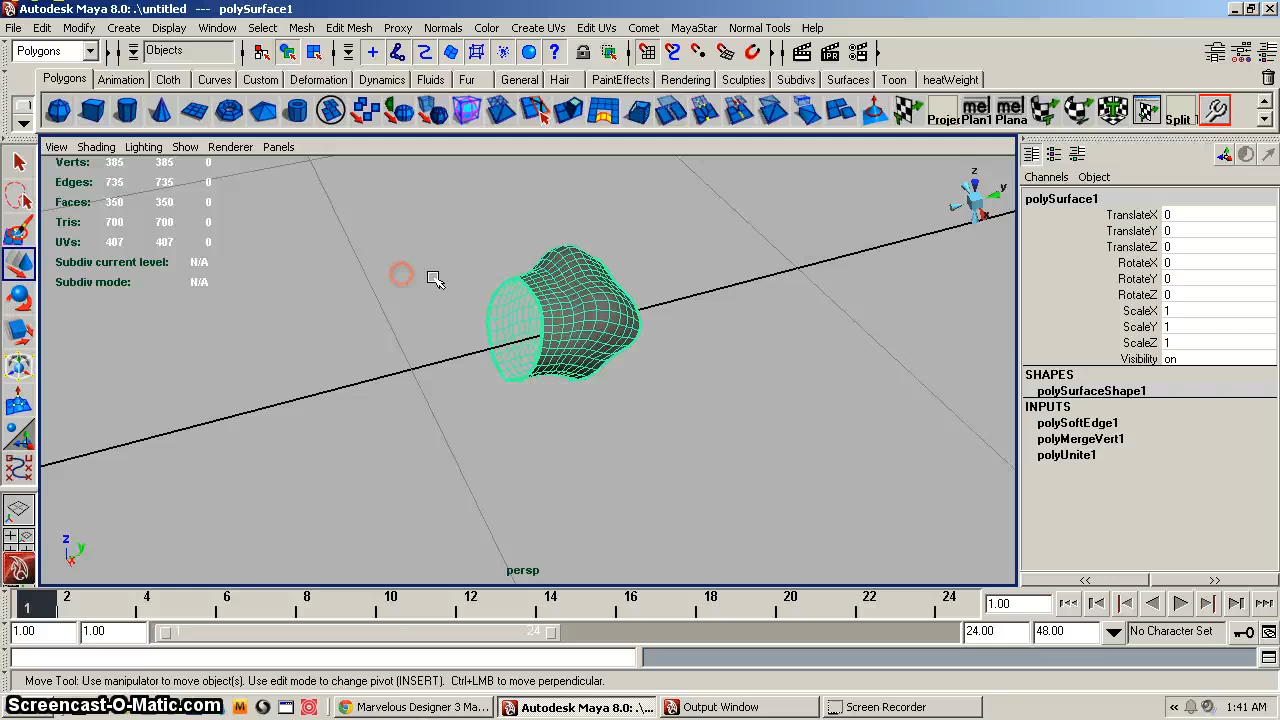 Autodesk Maya 8.0: .\untitled --- polySurface1
File Edit Modify Create Display Window Select Mesh Edit Mesh Proxy Normals Color Create UVs Edit UVs Comet MayaStar Normal Tools Help
Polygons Objects
Polygons Animation Cloth Curves Custom Deformation Dynamics Fluids Fur General Hair PaintEffects Rendering Sculpties Subdivs Surfaces Toon heatWeight
mel mel
Projec Plan1 Plana Split
View Shading Lighting Show Renderer Panels
Channels Object
Verts: 385 385 0
Edges: 735 735 0
Faces: 350 350 0
Tris: 700 700 0
UVs: 407 407 0
Subdiv current level: N/A
Subdiv mode: N/A
z
y
x
polySurface1
TranslateX 0
TranslateY 0
TranslateZ 0
RotateX 0
RotateY 0
RotateZ 0
ScaleX 1
ScaleY 1
ScaleZ 1
Visibility on
SHAPES
polySurfaceShape1
INPUTS
polySoftEdge1
polyMergeVert1
polyUnite1
z
y
x
persp
<< >>
1 2 4 6 8 10 12 14 16 18 20 22 24 1.00
1.00 1.00 1 24 24.00 48.00 No Character Set
Move Tool: Use manipulator to move object(s). Use edit mode to change pivot (INSERT). Ctrl+LMB to move perpendicular.
Screencast-O-Matic.com Marvelous Designer 3 Ma... Autodesk Maya 8.0: .\... Output Window Screen Recorder 1:41 AM